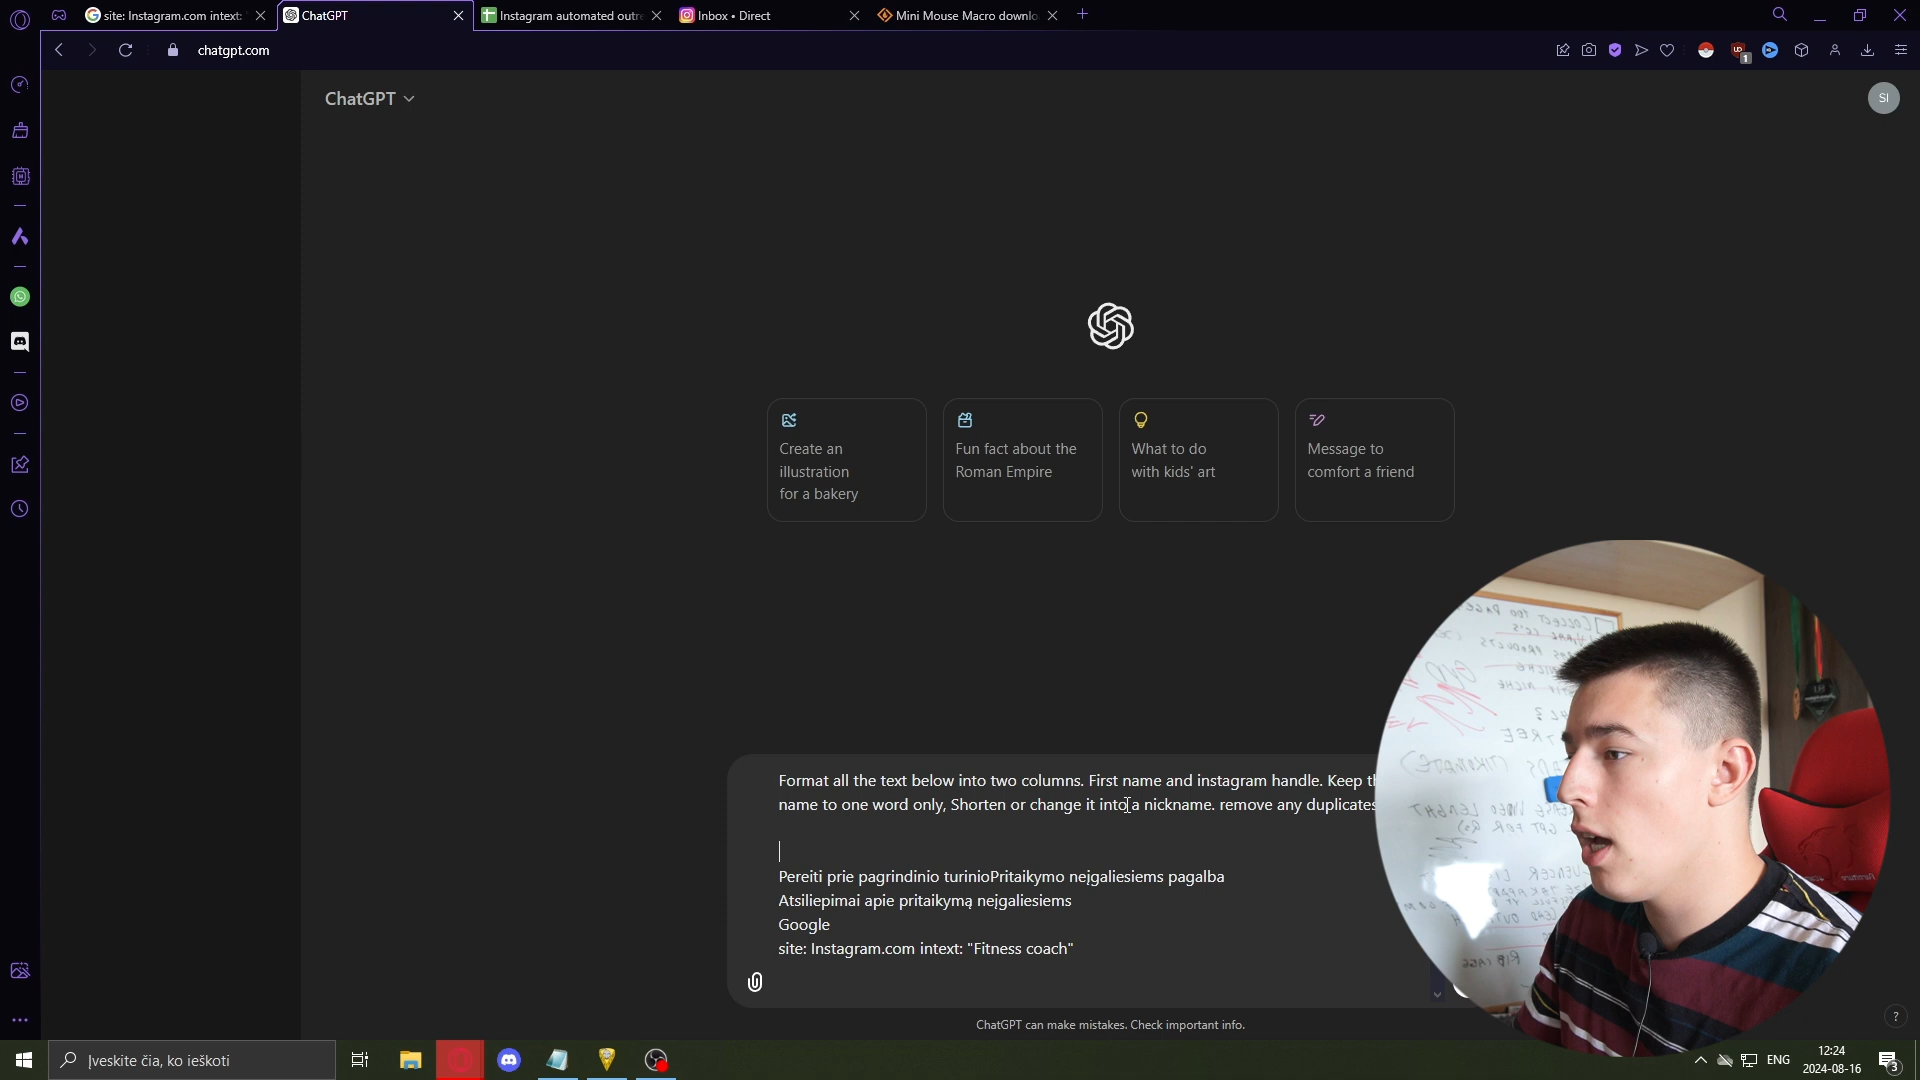 site: Instagram.com intext:
ChatGPT
Instagram automated outre
Inbox • Direct
Mini Mouse Macro downlo
chatgpt.com
1
ChatGPT
SI
Create an
illustration
for a bakery
Fun fact about the
Roman Empire
What to do
with kids' art
Message to
comfort a friend
Format all the text below into two columns. First name and instagram handle. Keep th
name to one word only, Shorten or change it into a nickname. remove any duplicates
Pereiti prie pagrindinio turinioPritaikymo neįgaliesiems pagalba
Atsiliepimai apie pritaikymą neįgaliesiems
Google
site: Instagram.com intext: "Fitness coach"
ChatGPT can make mistakes. Check important info.
?
Įveskite čia, ko ieškoti
ENG
12:24
2024-08-16
3